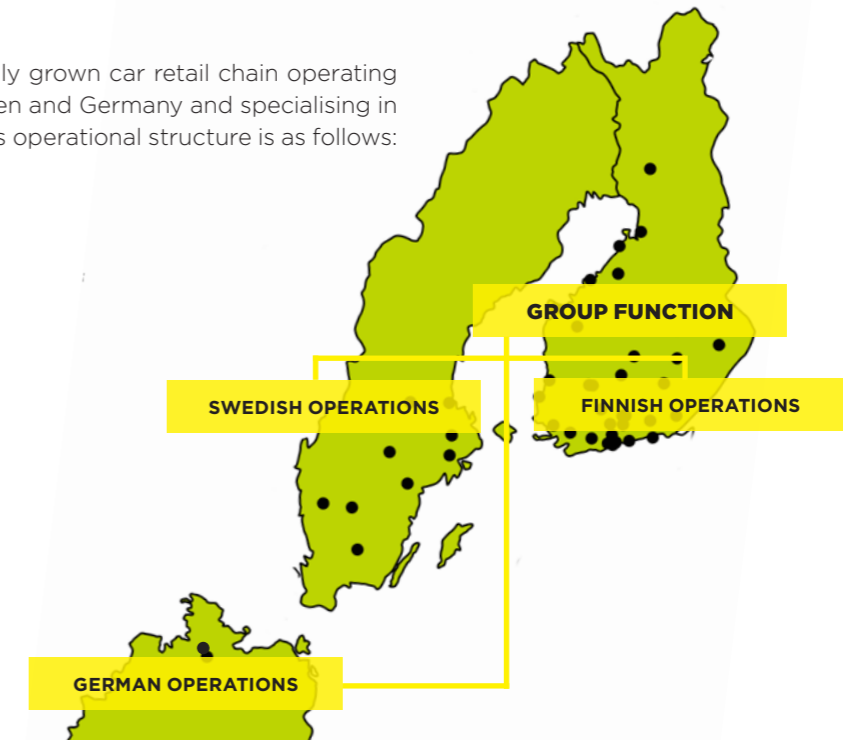 ly grown car retail chain operating
en and Germany and specialising in
s operational structure is as follows:
GROUP FUNCTION
SWEDISH OPERATIONS
FINNISH OPERATIONS
GERMAN OPERATIONS